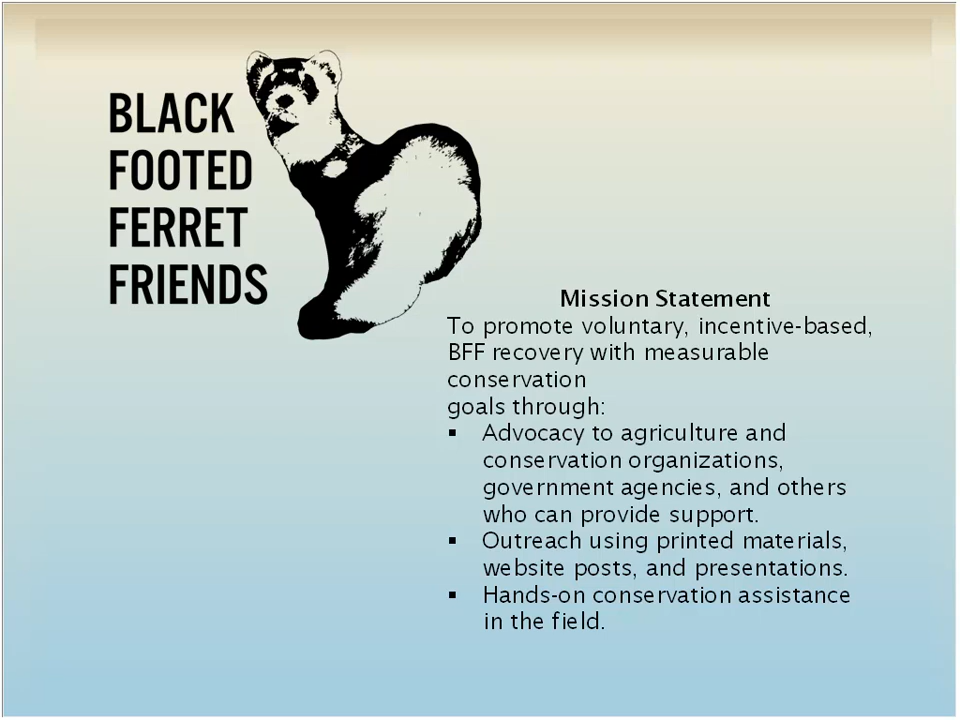 BLACK
FOOTED
FERRET
FRIENDS
Mission Statement
To promote voluntary, incentive-based,
BFF recovery with measurable
conservation
goals through:
▪ Advocacy to agriculture and
conservation organizations,
government agencies, and others
who can provide support.
▪ Outreach using printed materials,
website posts, and presentations.
▪ Hands-on conservation assistance
in the field.